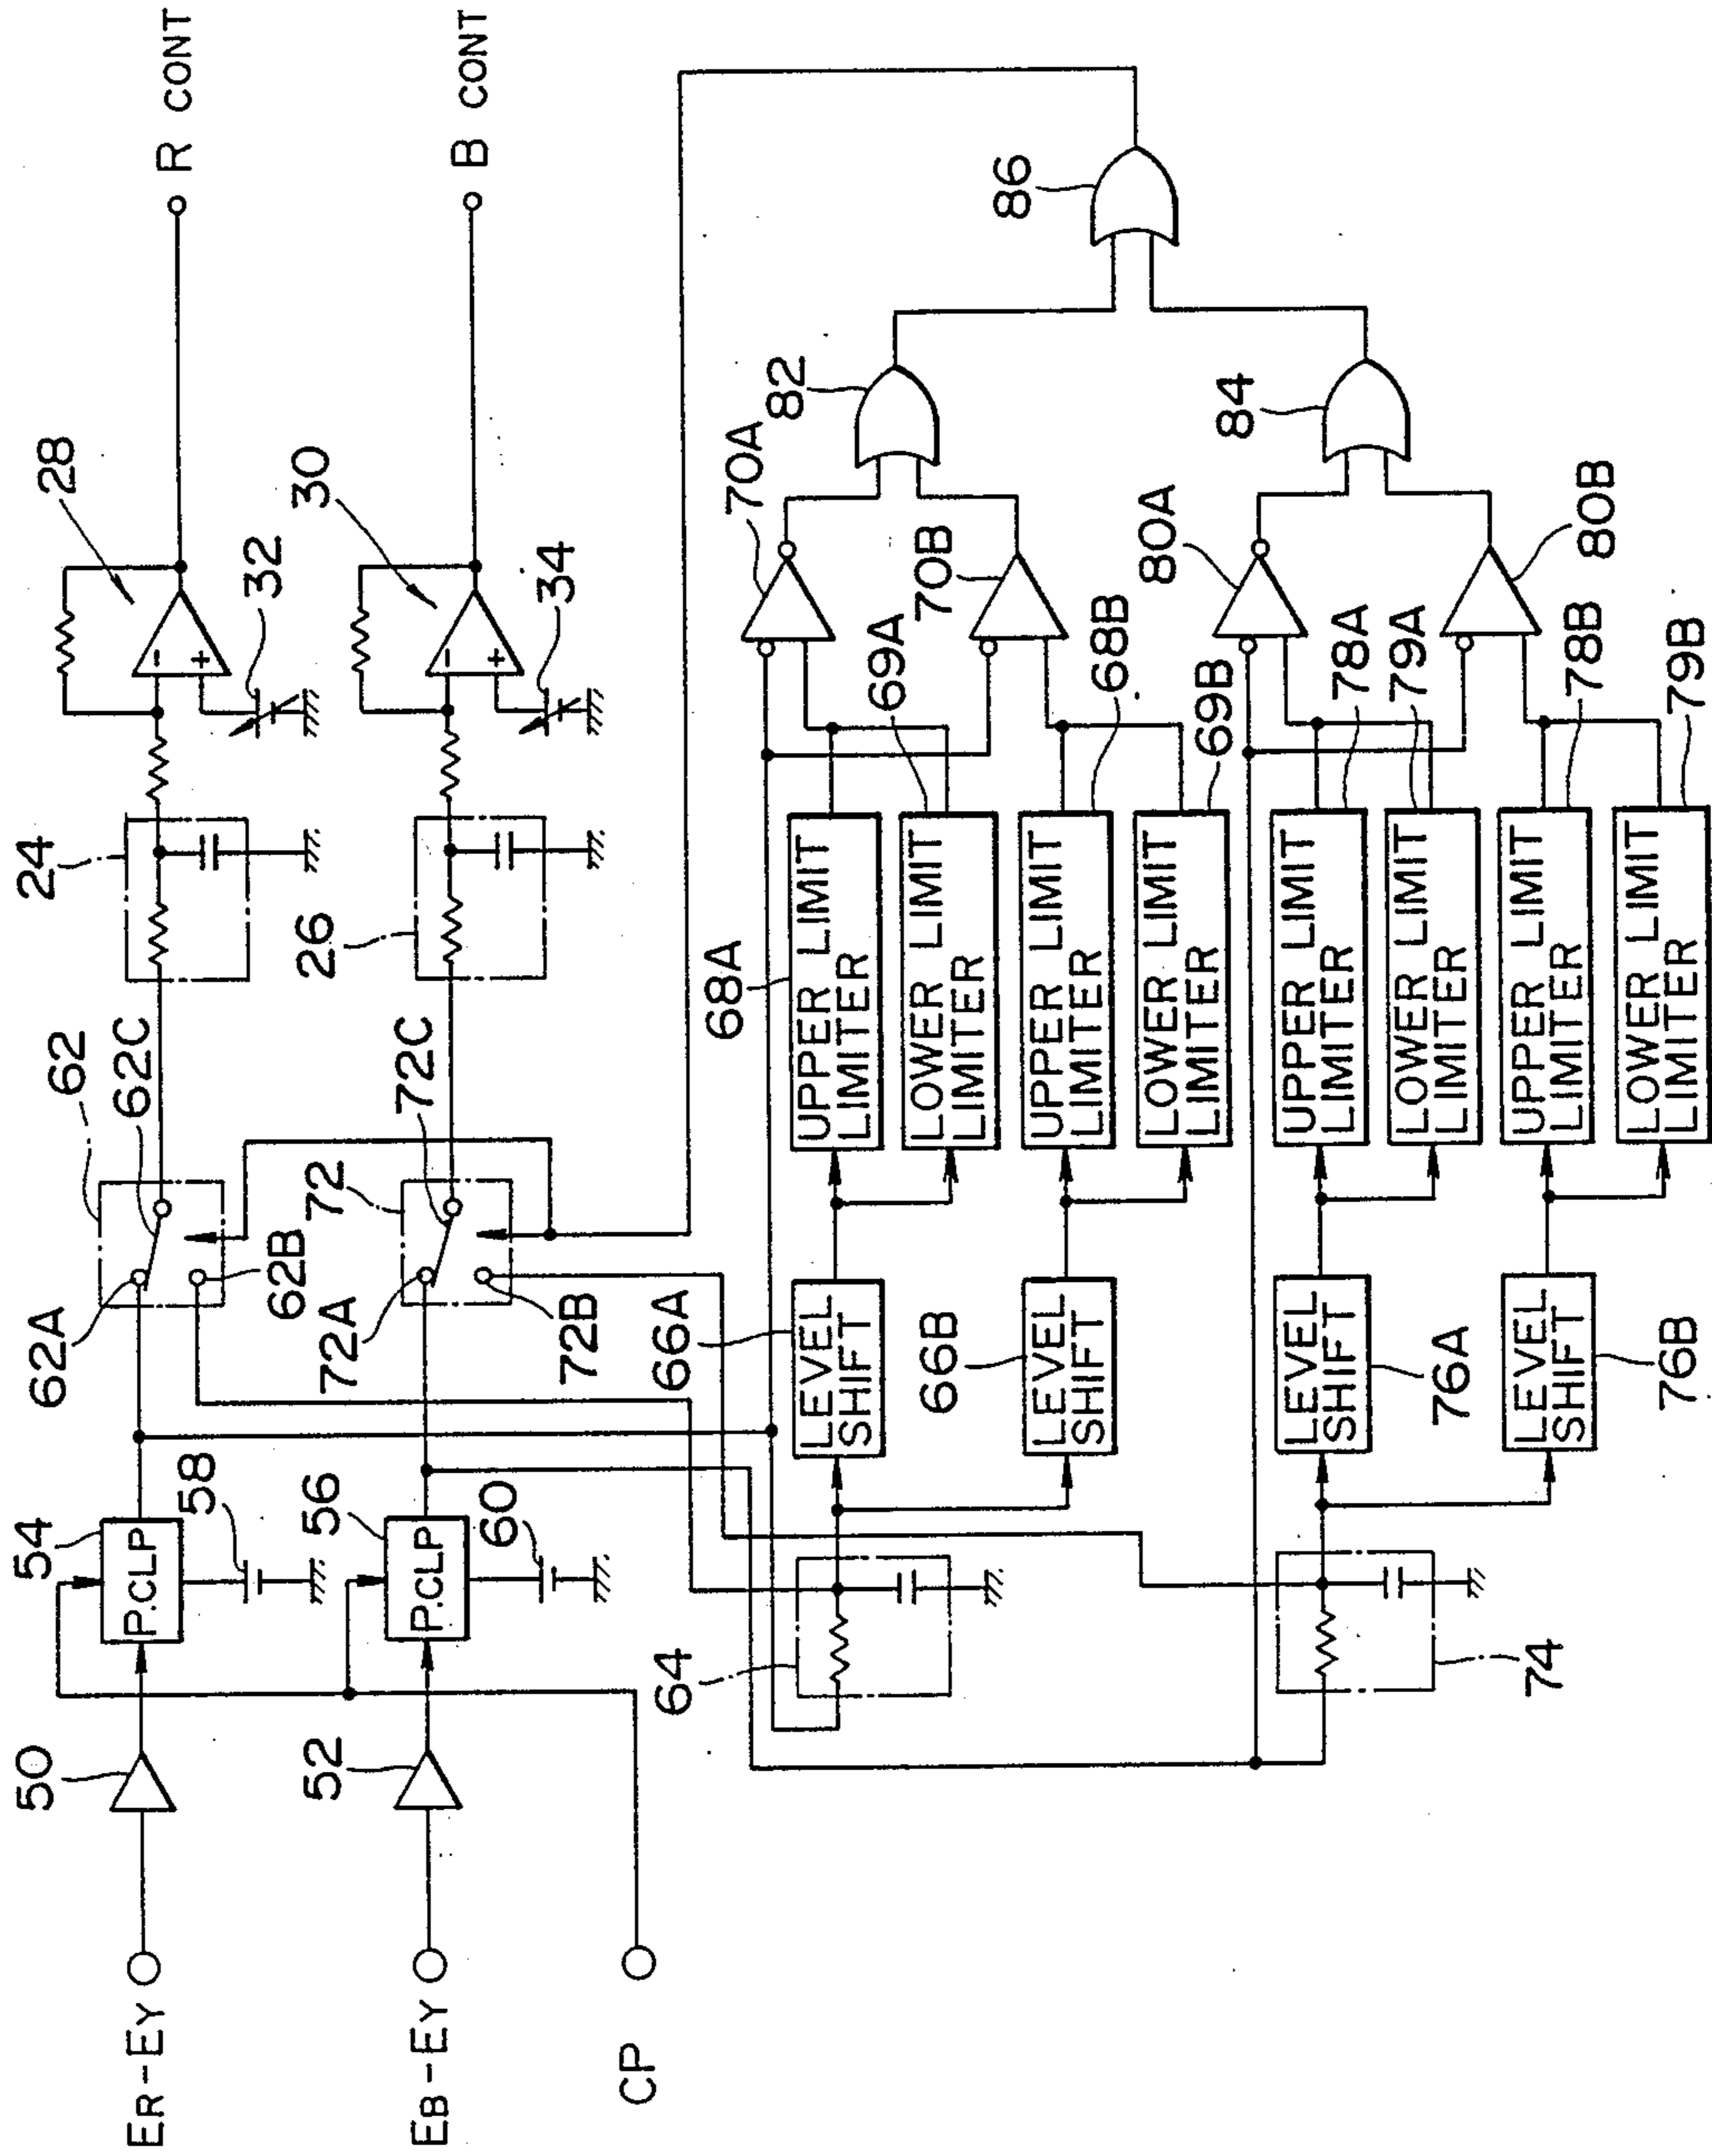 50
54
62A
62
62C
24
28
ER-EY
P.CLP
R CONT
58
62B
32
52
56
72A
72
72C
26
30
EB-EY
P.CLP
B CONT
60
72B
34
CP
64
66A
68A
70A
82
LEVEL
SHIFT
UPPER LIMIT
LIMITER
69A
LOWER LIMIT
LIMITER
66B
70B
86
LEVEL
SHIFT
UPPER LIMIT
LIMITER
68B
LOWER LIMIT
LIMITER
69B
80A
84
LEVEL
SHIFT
UPPER LIMIT
LIMITER
78A
76A
LOWER LIMIT
LIMITER
79A
74
LEVEL
SHIFT
UPPER LIMIT
LIMITER
78B
80B
76B
LOWER LIMIT
LIMITER
79B